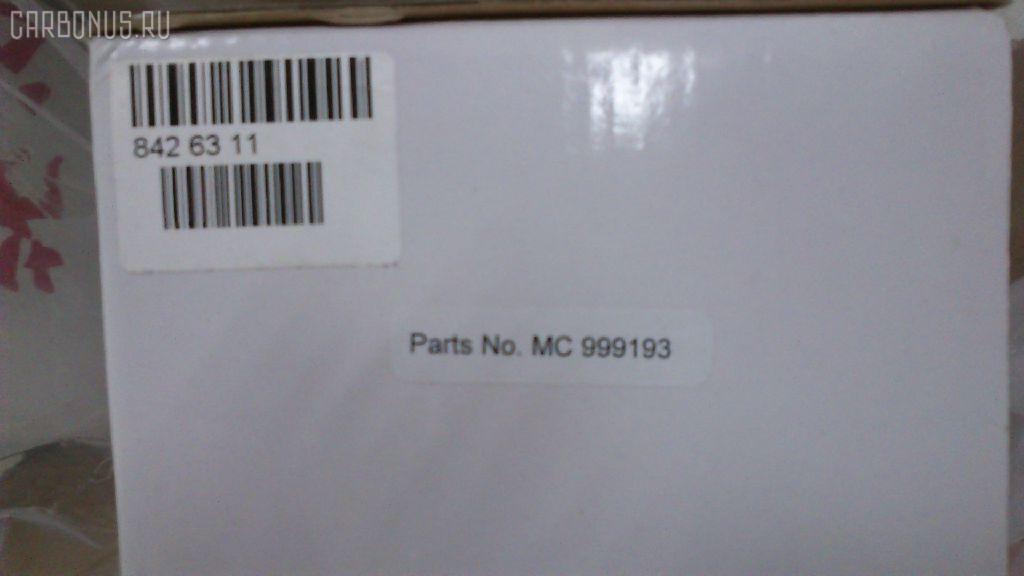 CARBONUS.RU
842 63 11
Parts No. MC 999193